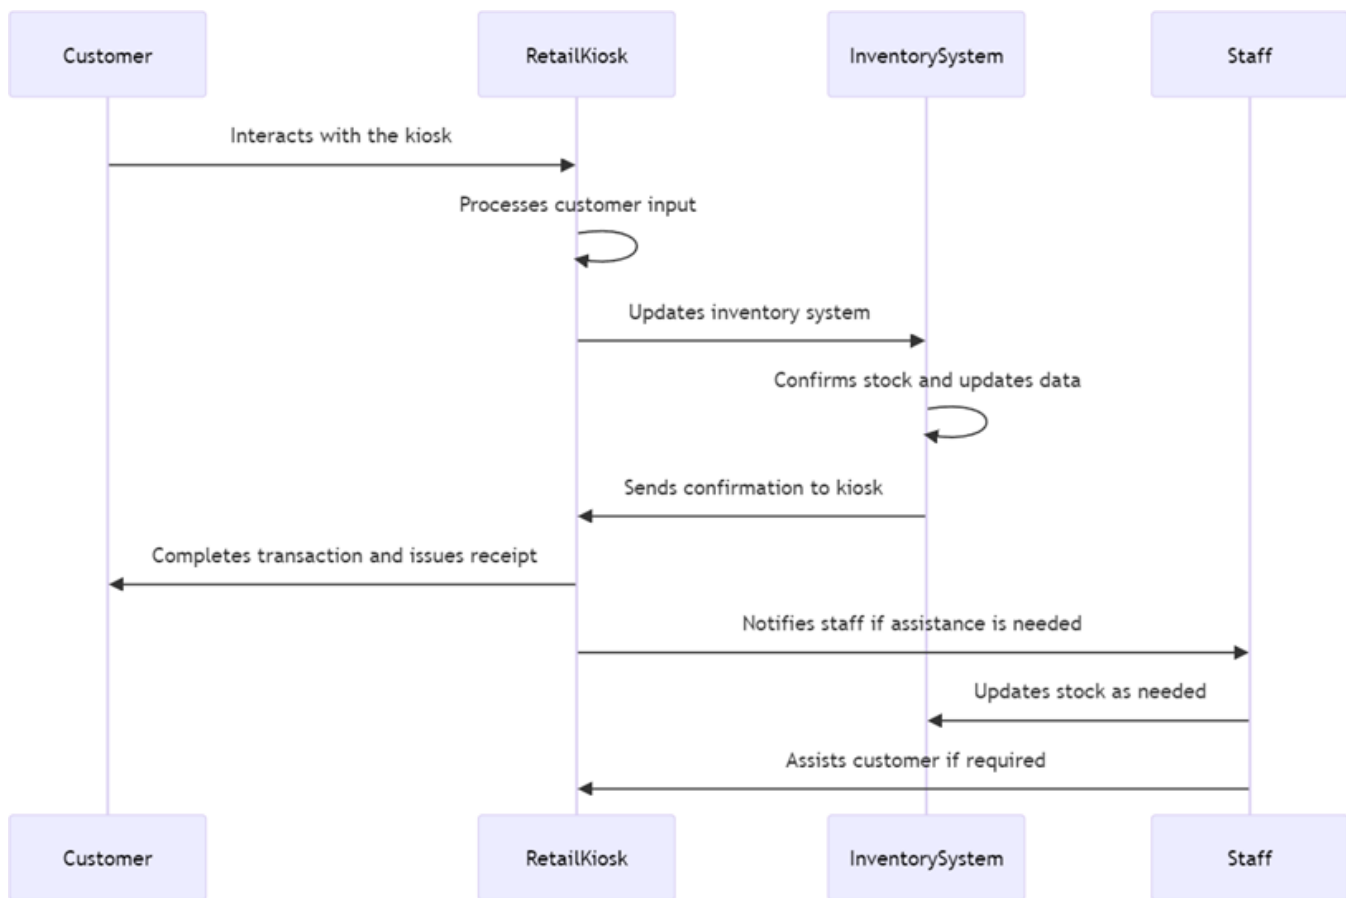 Customer
RetailKiosk
InventorySystem
Staff
Interacts with the kiosk
Processes customer input
Updates inventory system
Confirms stock and updates data
Sends confirmation to kiosk
Completes transaction and issues receipt
Notifies staff if assistance is needed
Updates stock as needed
Assists customer if required
Customer
RetailKiosk
InventorySystem
Staff